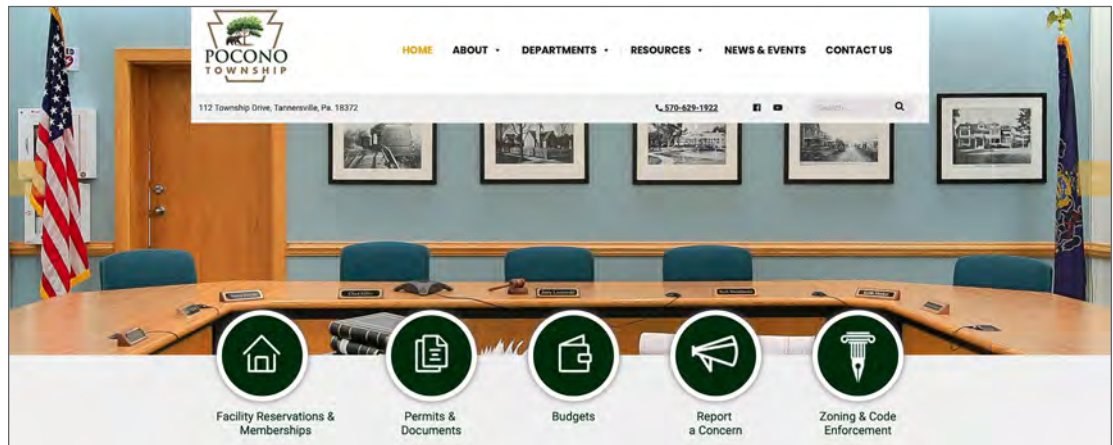 POCONO
TOWNSHIP
HOME ABOUT DEPARTMENTS RESOURCES NEWS & EVENTS CONTACT US
112 Township Drive, Tannersville, Pa. 18372
570-629-1922
Search
Facility Reservations &
Memberships
Permits &
Documents
Budgets
Report
a Concern
Zoning & Code
Enforcement